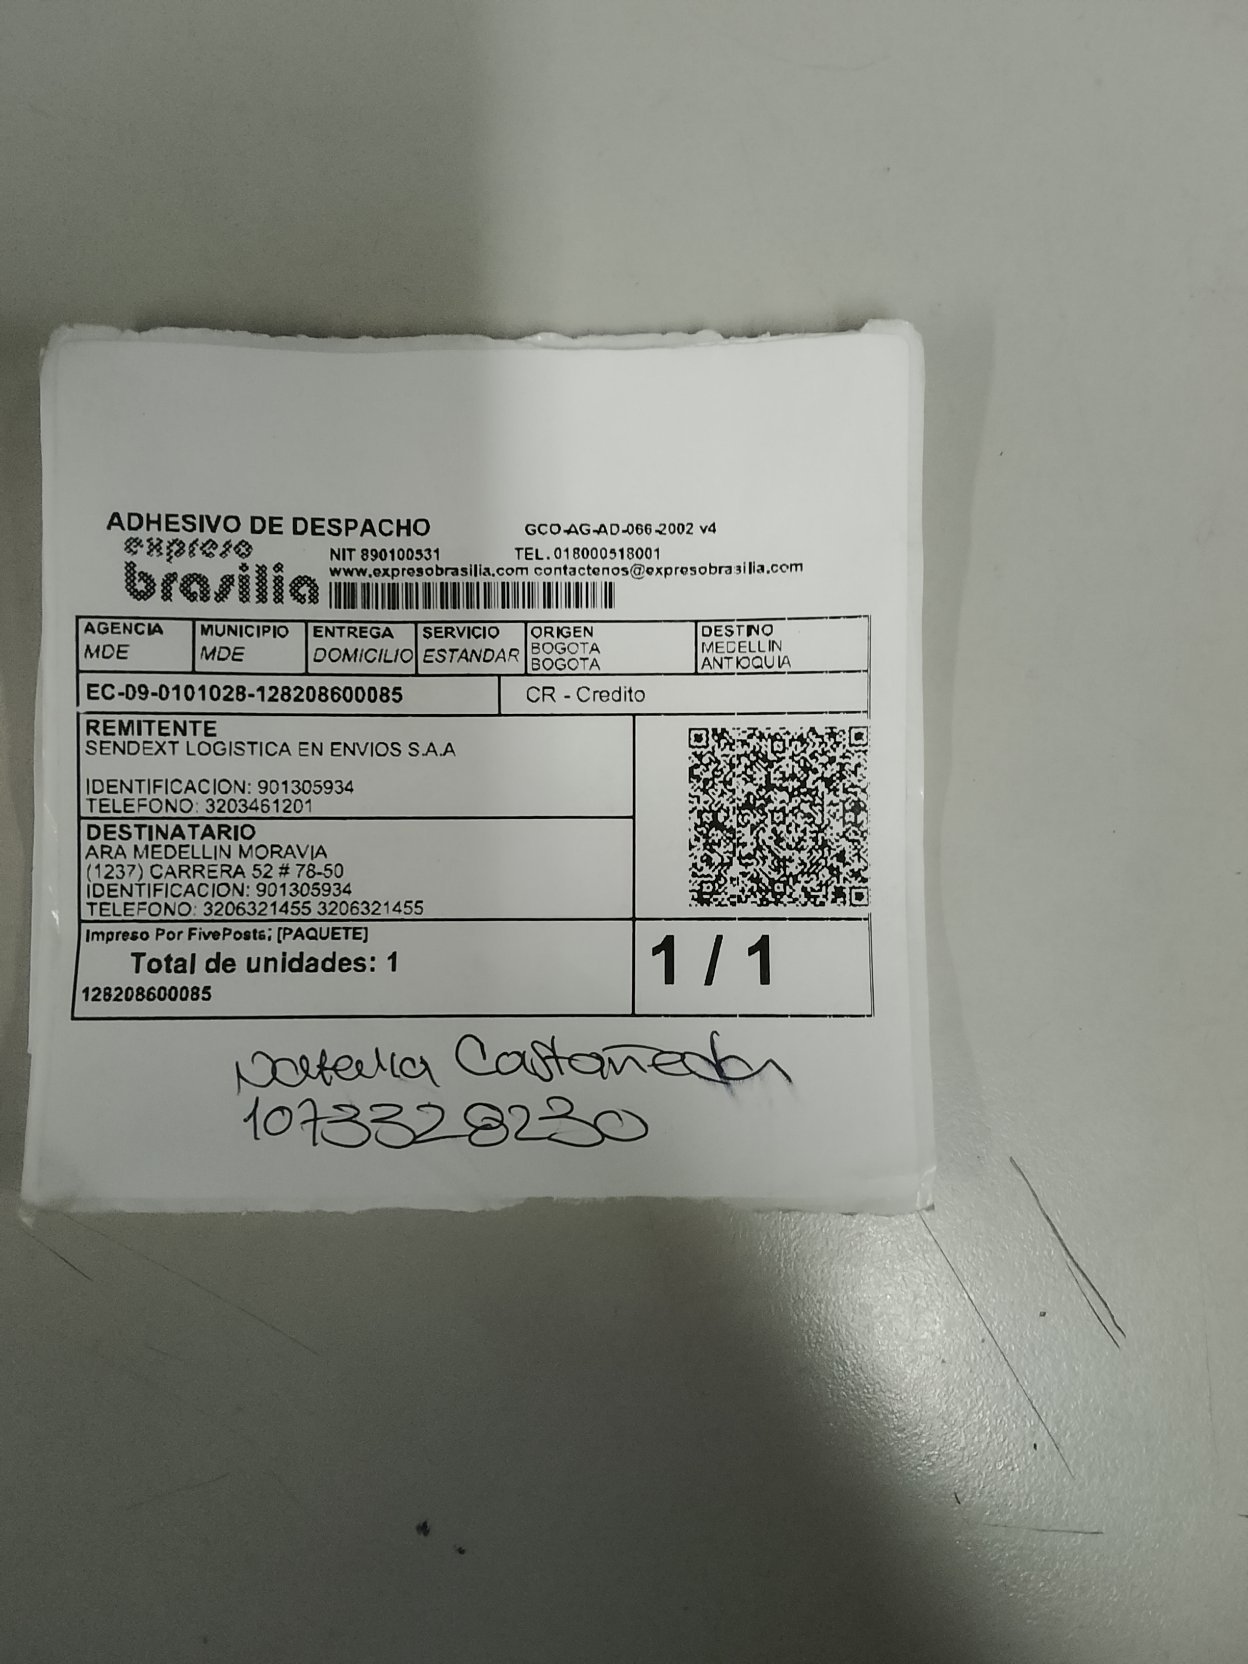 ADHESIVO DE DESPACHO GCO-AG-AD-066-2002 v4
expreso
brasilia
NIT 890100531 TEL. 018000518001
www.expresobrasilia.com contactenos@expresobrasilia.com
AGENCIA MUNICIPIO ENTREGA SERVICIO ORIGEN DESTINO
MDE MDE DOMICILIO ESTANDAR BOGOTA MEDELLIN
BOGOTA ANTIOQUIA
EC-09-0101028-128208600085 CR - Credito
REMITENTE
SENDEXT LOGISTICA EN ENVIOS S.A.A
IDENTIFICACION: 901305934
TELEFONO: 3203461201
DESTINATARIO
ARA MEDELLIN MORAVIA
(1237) CARRERA 52 # 78-50
IDENTIFICACION: 901305934
TELEFONO: 3206321455 3206321455
Impreso Por FivePosts; [PAQUETE]
Total de unidades: 1 1 / 1
128208600085
Natalia Castañeda
1073328230